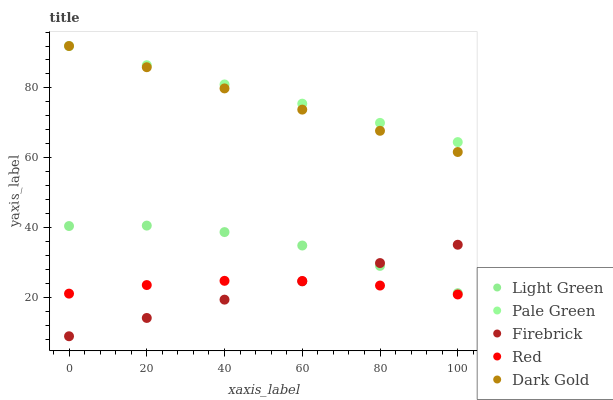 title
yaxis_label
80
60
40
20
0 20 40 60 80 100
xaxis_label
Light Green
Pale Green
Firebrick
Red
Dark Gold